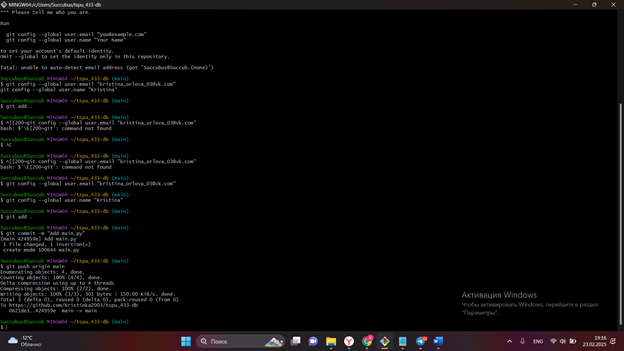 MINGW64:/c/Users/Succubus/tspu_433-db
*** Please tell me who you are.
Run
git config --global user.email "you@example.com"
git config --global user.name "Your Name"
to set your account's default identity.
Omit --global to set the identity only in this repository.
fatal: unable to auto-detect email address (got 'Succubus@Succub.(none)')
Succubus@Succub MINGW64 ~/tspu_433-db (main)
$ git config --global user.email "kristina_orlova_030vk.com"
git config --global user.name "Kristina"
Succubus@Succub MINGW64 ~/tspu_433-db (main)
$ git add .
Succubus@Succub MINGW64 ~/tspu_433-db (main)
$ ^[[200~git config --global user.email "kristina_orlova_030vk.com"
bash: $'\E[200~git': command not found
Succubus@Succub MINGW64 ~/tspu_433-db (main)
$ ^C
Succubus@Succub MINGW64 ~/tspu_433-db (main)
$ ^[[200~git config --global user.email "kristina_orlova_030vk.com"
bash: $'\E[200~git': command not found
Succubus@Succub MINGW64 ~/tspu_433-db (main)
$ git config --global user.email "kristina_orlova_030vk.com"
Succubus@Succub MINGW64 ~/tspu_433-db (main)
$ git config --global user.name "Kristina"
Succubus@Succub MINGW64 ~/tspu_433-db (main)
$ git add .
Succubus@Succub MINGW64 ~/tspu_433-db (main)
$ git commit -m "Add main.py"
[main 424959e] Add main.py
1 file changed, 1 insertion(+)
create mode 100644 main.py
Succubus@Succub MINGW64 ~/tspu_433-db (main)
$ git push origin main
Enumerating objects: 4, done.
Counting objects: 100% (4/4), done.
Delta compression using up to 4 threads
Compressing objects: 100% (2/2), done.
Writing objects: 100% (3/3), 301 bytes | 150.00 KiB/s, done.
Total 3 (delta 0), reused 0 (delta 0), pack-reused 0 (from 0)
To https://github.com/kristinka2003/tspu_433-db
0621de3..424959e main -> main
Succubus@Succub MINGW64 ~/tspu_433-db (main)
$
Активация Windows
Чтобы активировать Windows, перейдите в раздел
"Параметры".
-12°C
Облачно
Поиск
ENG
19:16
23.02.2025